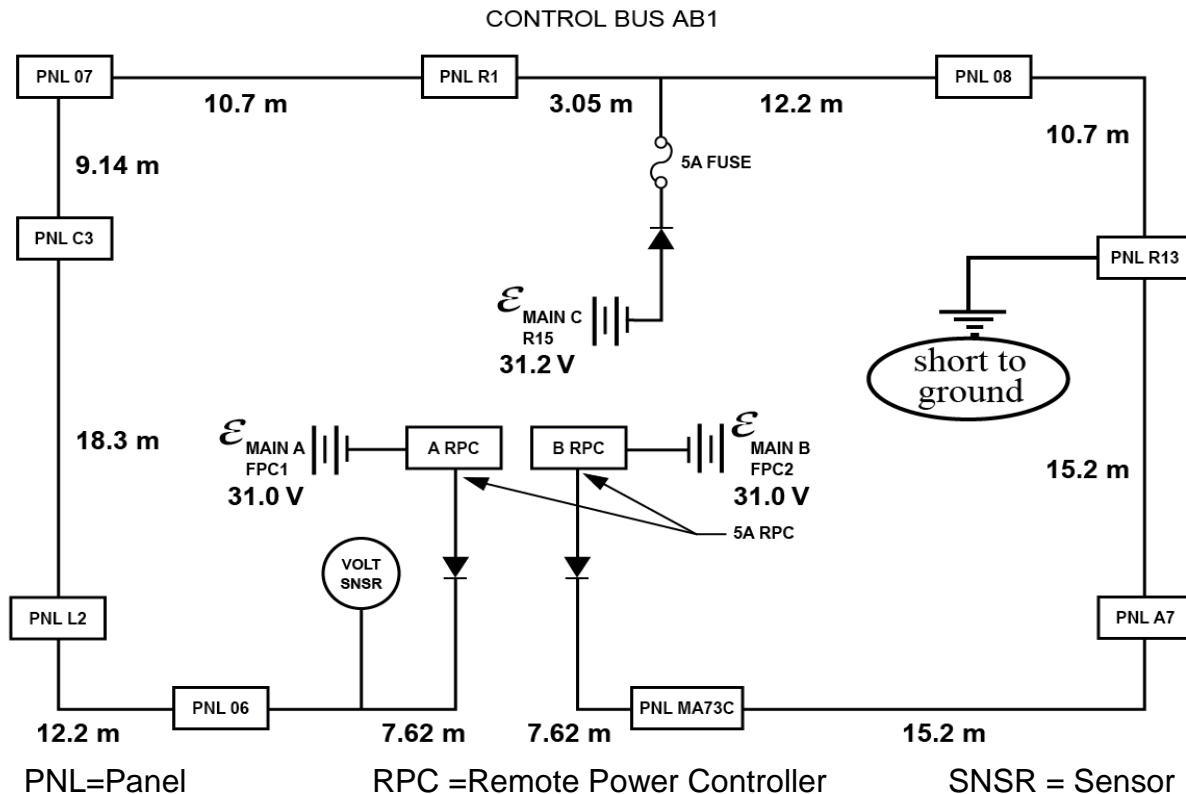 CONTROL BUS AB1
PNL 07
PNL R1
PNL 08
10.7 m
3.05 m
12.2 m
10.7 m
9.14 m
5A FUSE
PNL C3
PNL R13
ℰ MAIN C
R15
31.2 V
short to
ground
18.3 m
ℰ MAIN A
FPC1
31.0 V
A RPC
B RPC
ℰ MAIN B
FPC2
31.0 V
15.2 m
5A RPC
VOLT
SNSR
PNL L2
PNL A7
PNL 06
PNL MA73C
12.2 m
7.62 m
7.62 m
15.2 m
PNL=Panel
RPC =Remote Power Controller
SNSR = Sensor